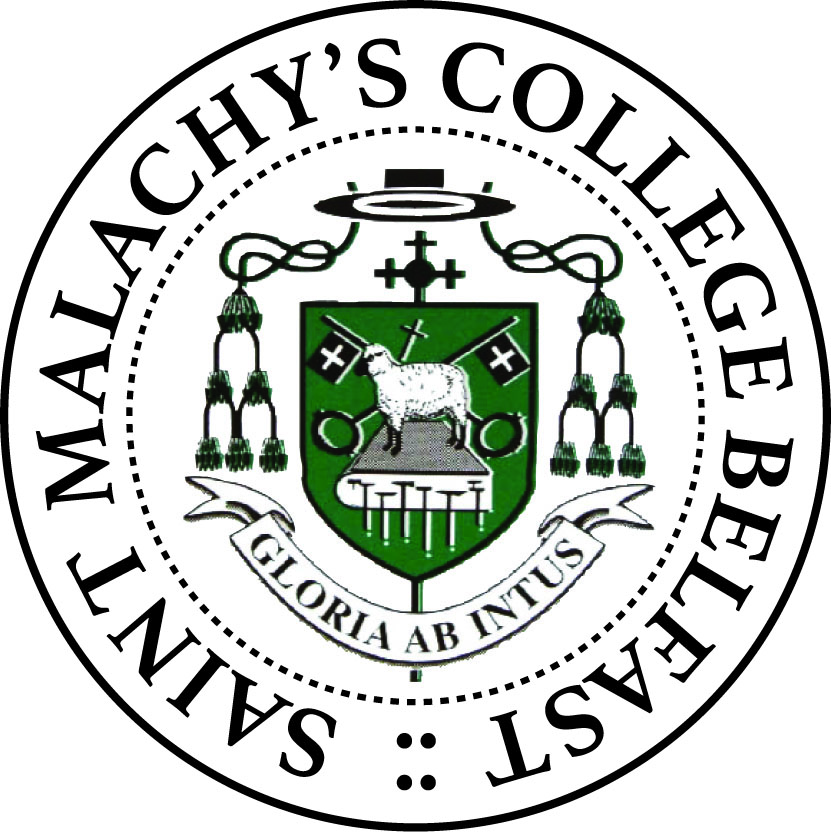 SAINT MALACHY'S COLLEGE BELFAST
GLORIA AB INTUS